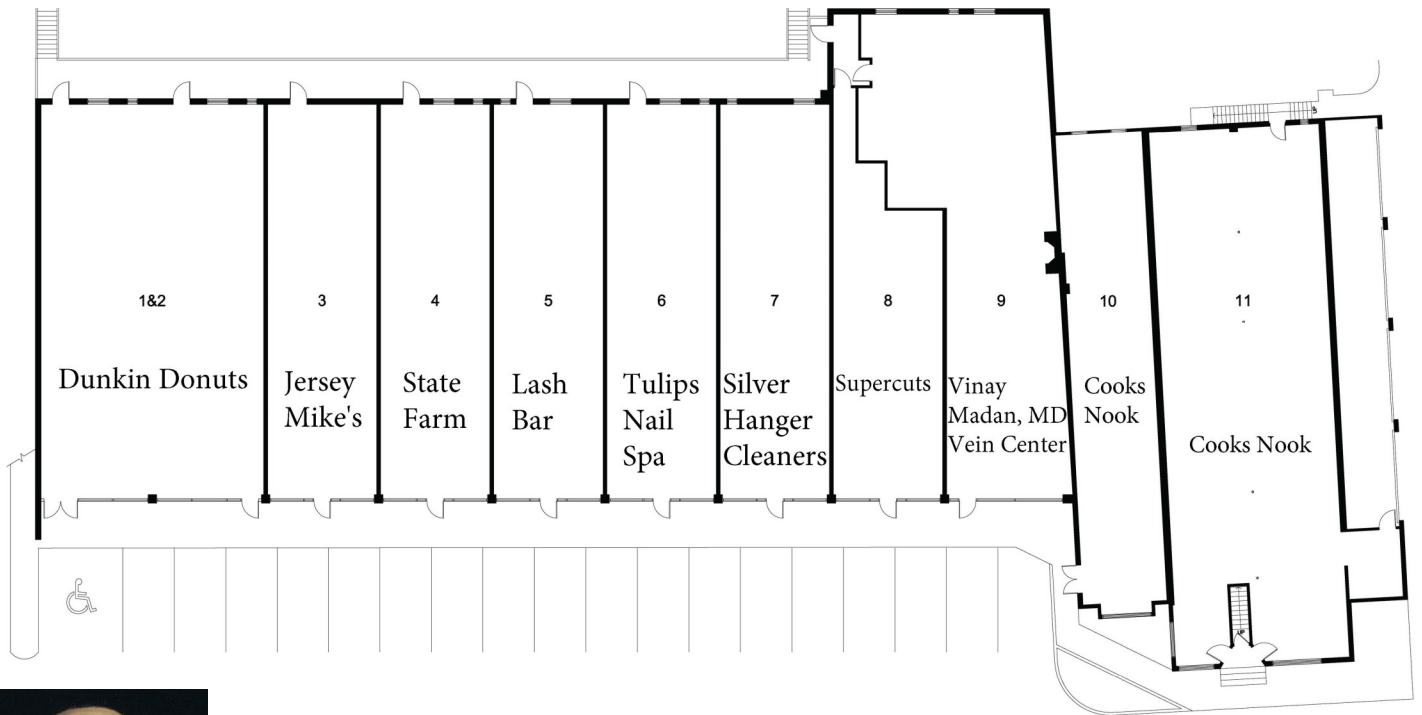 1&2
3
4
5
6
7
8
9
10
11
Dunkin Donuts
Jersey
Mike's
State
Farm
Lash
Bar
Tulips
Nail
Spa
Silver
Hanger
Cleaners
Supercuts
Vinay
Madan, MD
Vein Center
Cooks
Nook
Cooks Nook